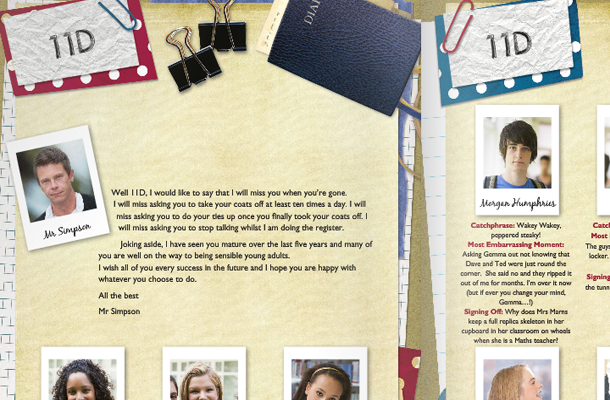 11D
DIA
11D
Mr Simpson
Well 11D, I would like to say that I will miss you when you're gone.
I will miss asking you to take your coats off at least ten times a day. I will
miss asking you to do your ties up once you finally took your coats off. I
will miss asking you to stop talking whilst I am doing the register.
Joking aside, I have seen you mature over the last five years and many of
you are well on the way to being sensible young adults.
I wish all of you every success in the future and I hope you are happy with
whatever you choose to do.
All the best
Mr Simpson
Morgan Humphries
Catchphrase: Wakey Wakey,
peppered steaky!
Most Embarrassing Moment:
Asking Gemma out not knowing that
Dave and Ted were just round the
corner. She said no and they ripped it
out of me for months. I'm over it now
(but if ever you change your mind,
Gemma....!)
Signing Off: Why does Mrs Marns
keep a full replica skeleton in her
cupboard in her classroom on wheels
when she is a Maths teacher?
Catch
Most
The guys
locker.
Signing
the tunn